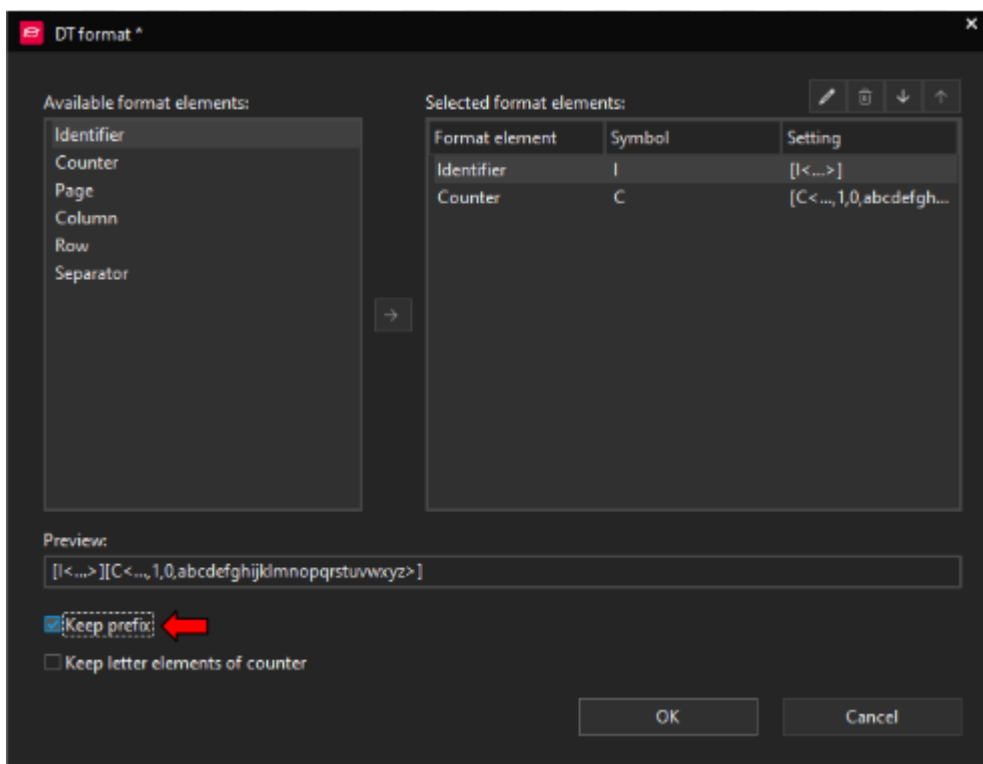 DT format *
Available format elements:
Identifier
Counter
Page
Column
Row
Separator
Selected format elements:
Format element Symbol Setting
Identifier I [I<...>]
Counter C [C<...,1,0,abcdefgh...
Preview:
[I<...>][C<...,1,0,abcdefghijklmnopqrstuvwxyz>]
Keep prefix
Keep letter elements of counter
OK Cancel